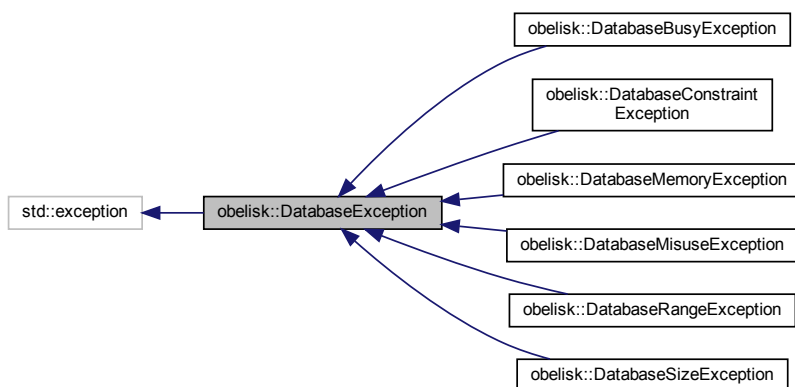 obelisk::DatabaseBusyException
obelisk::DatabaseConstraint
Exception
obelisk::DatabaseMemoryException
std::exception
obelisk::DatabaseException
obelisk::DatabaseMisuseException
obelisk::DatabaseRangeException
obelisk::DatabaseSizeException